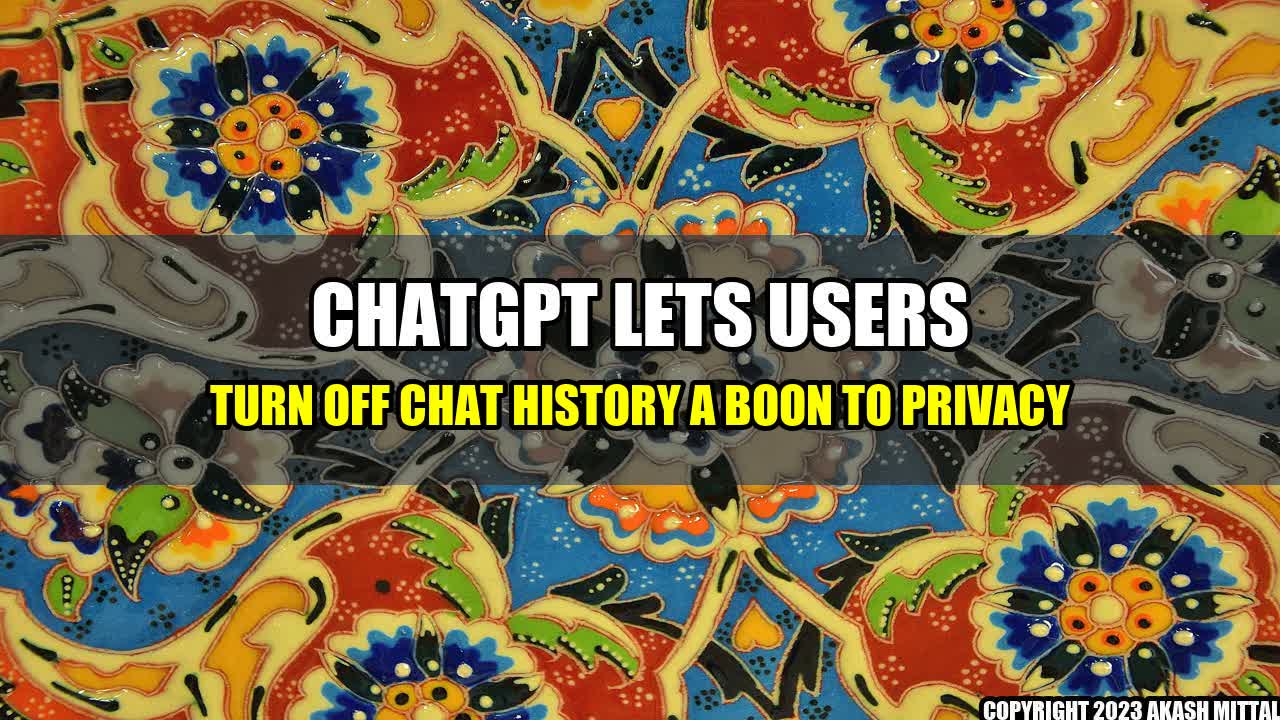 CHATGPT LETS USERS
TURN OFF CHAT HISTORY A BOON TO PRIVACY
COPYRIGHT 2023 AKASH MITTAL